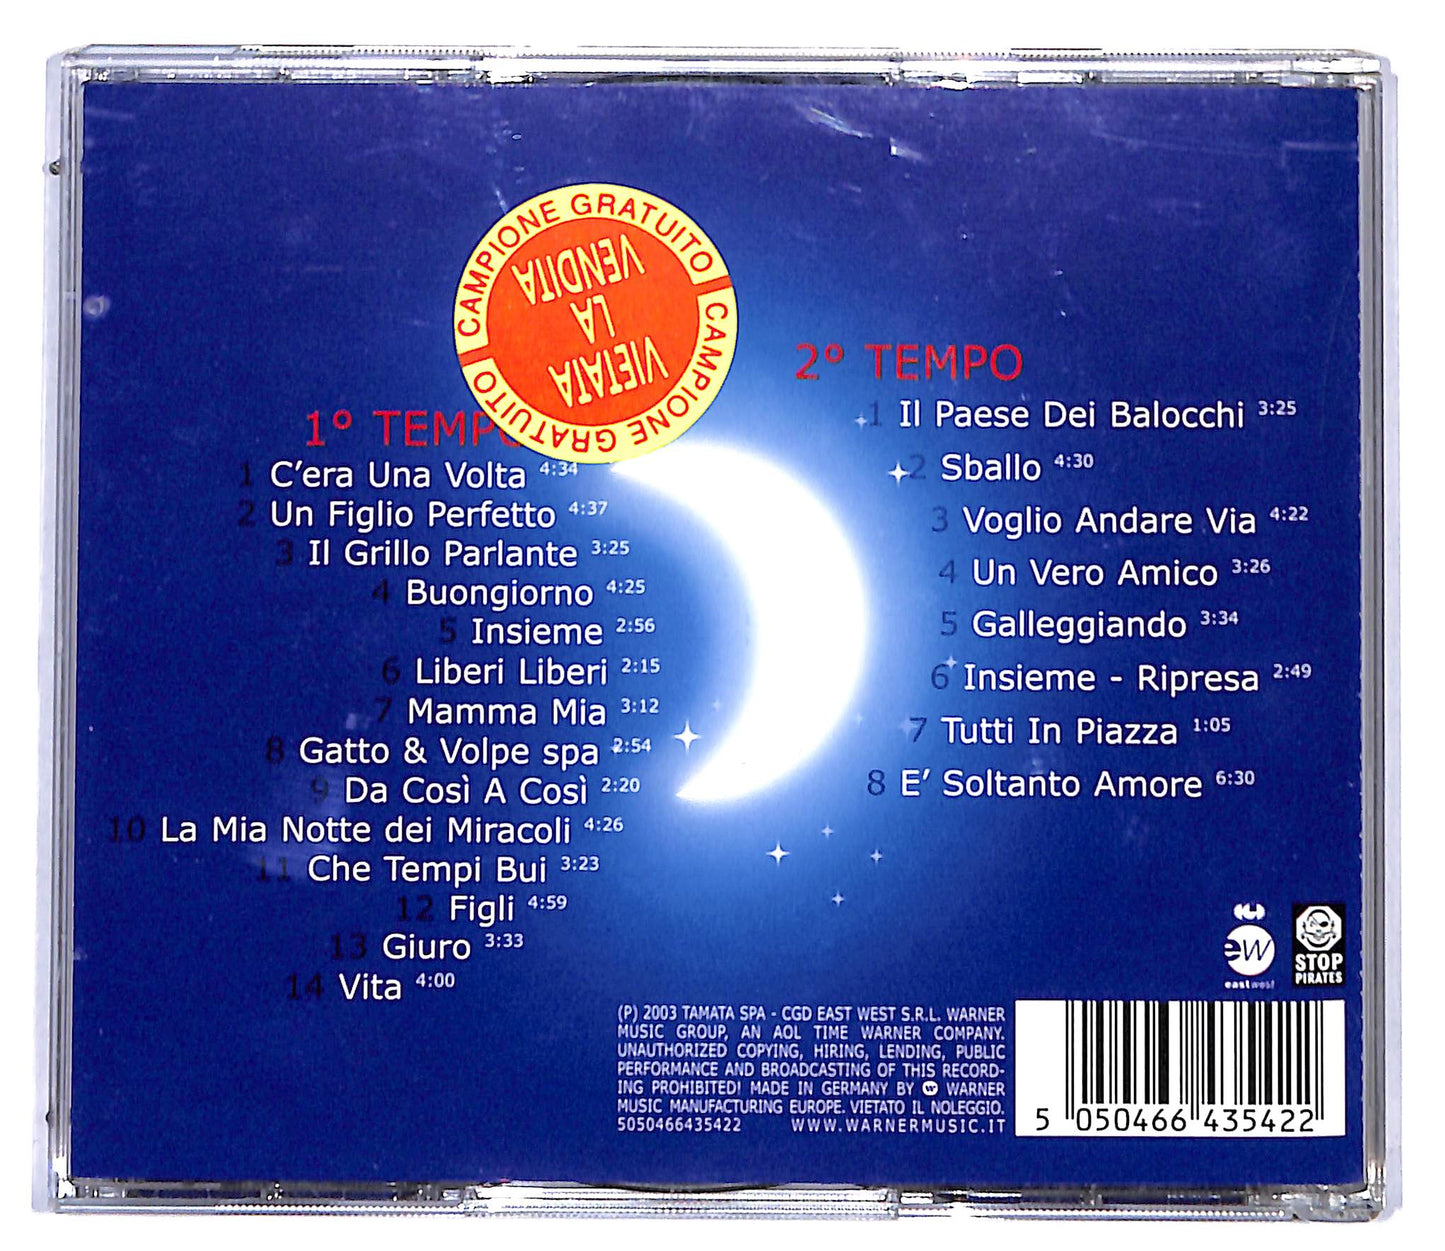 CAMPIONE GRATUITO
CAMPIONE GRATUITO
VIETATA
LA
VENDITA
1º TEMPO
1 C’era Una Volta 4:34
2 Un Figlio Perfetto 4:37
3 Il Grillo Parlante 3:25
4 Buongiorno 4:25
5 Insieme 2:56
6 Liberi Liberi 2:15
7 Mamma Mia 3:12
8 Gatto & Volpe spa 2:54
9 Da Così A Così 2:20
10 La Mia Notte dei Miracoli 4:26
11 Che Tempi Bui 3:23
12 Figli 4:59
13 Giuro 3:33
14 Vita 4:00
2º TEMPO
1 Il Paese Dei Balocchi 3:25
2 Sballo 4:30
3 Voglio Andare Via 4:22
4 Un Vero Amico 3:26
5 Galleggiando 3:34
6 Insieme - Ripresa 2:49
7 Tutti In Piazza 1:05
8 E’ Soltanto Amore 6:30
ew
eastwest
STOP
PIRATES
(P) 2003 TAMATA SPA - CGD EAST WEST S.R.L. WARNER
MUSIC GROUP, AN AOL TIME WARNER COMPANY.
UNAUTHORIZED COPYING, HIRING, LENDING, PUBLIC
PERFORMANCE AND BROADCASTING OF THIS RECORD-
ING PROHIBITED! MADE IN GERMANY BY W WARNER
MUSIC MANUFACTURING EUROPE. VIETATO IL NOLEGGIO.
5050466435422 WWW.WARNERMUSIC.IT
5 050466 435422